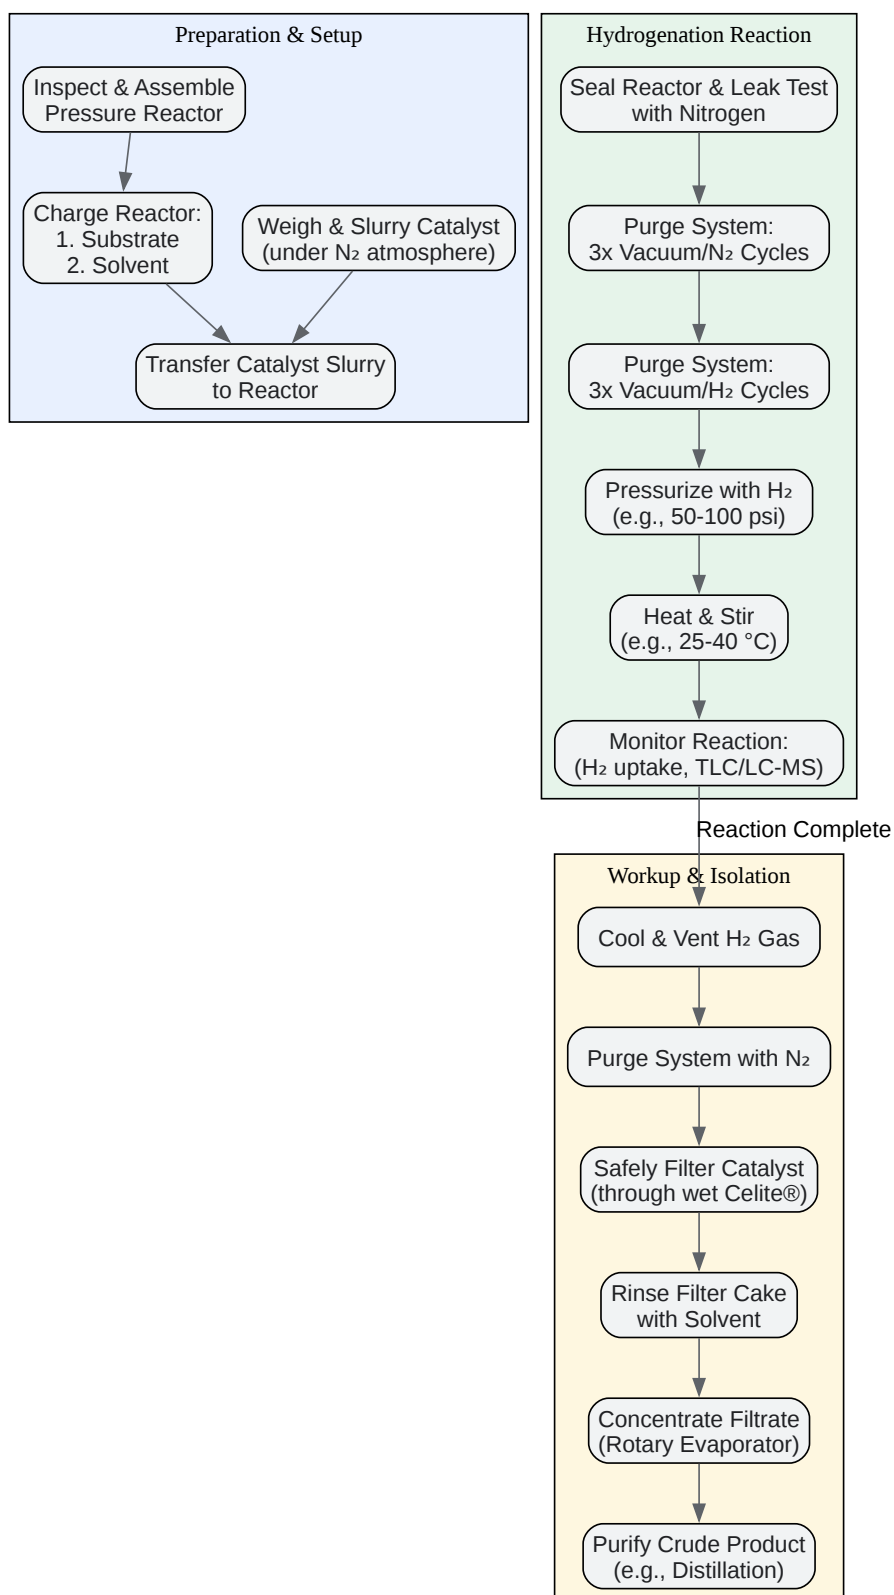 Preparation & Setup
Inspect & Assemble
Pressure Reactor
Charge Reactor:
1. Substrate
2. Solvent
Weigh & Slurry Catalyst
(under N₂ atmosphere)
Transfer Catalyst Slurry
to Reactor
Hydrogenation Reaction
Seal Reactor & Leak Test
with Nitrogen
Purge System:
3x Vacuum/N₂ Cycles
Purge System:
3x Vacuum/H₂ Cycles
Pressurize with H₂
(e.g., 50-100 psi)
Heat & Stir
(e.g., 25-40 °C)
Monitor Reaction:
(H₂ uptake, TLC/LC-MS)
Reaction Complete
Workup & Isolation
Cool & Vent H₂ Gas
Purge System with N₂
Safely Filter Catalyst
(through wet Celite®)
Rinse Filter Cake
with Solvent
Concentrate Filtrate
(Rotary Evaporator)
Purify Crude Product
(e.g., Distillation)